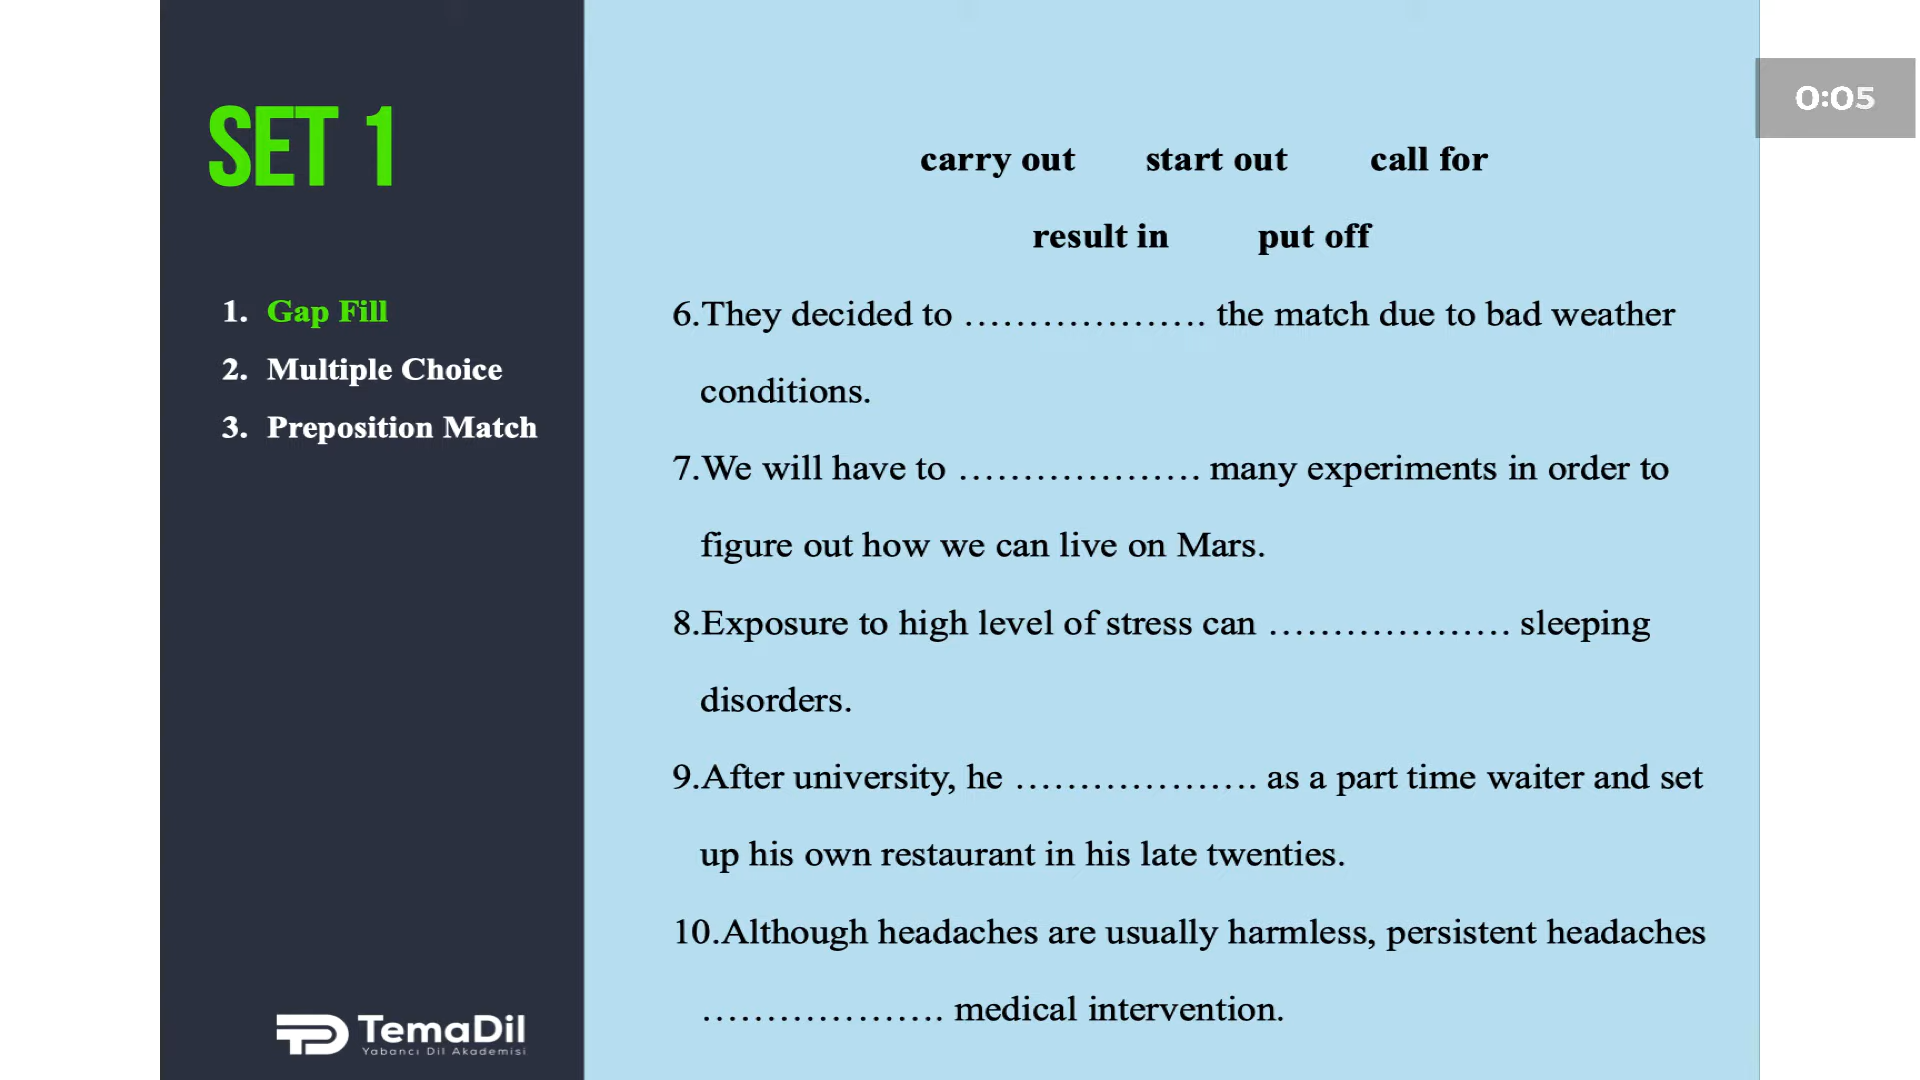 SET 1
1. Gap Fill
2. Multiple Choice
3. Preposition Match
TemaDil
Yabancı Dil Akademisi
0:05
carry out start out call for
result in put off
6.They decided to ………………. the match due to bad weather
conditions.
7.We will have to ………………. many experiments in order to
figure out how we can live on Mars.
8.Exposure to high level of stress can ………………. sleeping
disorders.
9.After university, he ………………. as a part time waiter and set
up his own restaurant in his late twenties.
10.Although headaches are usually harmless, persistent headaches
………………. medical intervention.